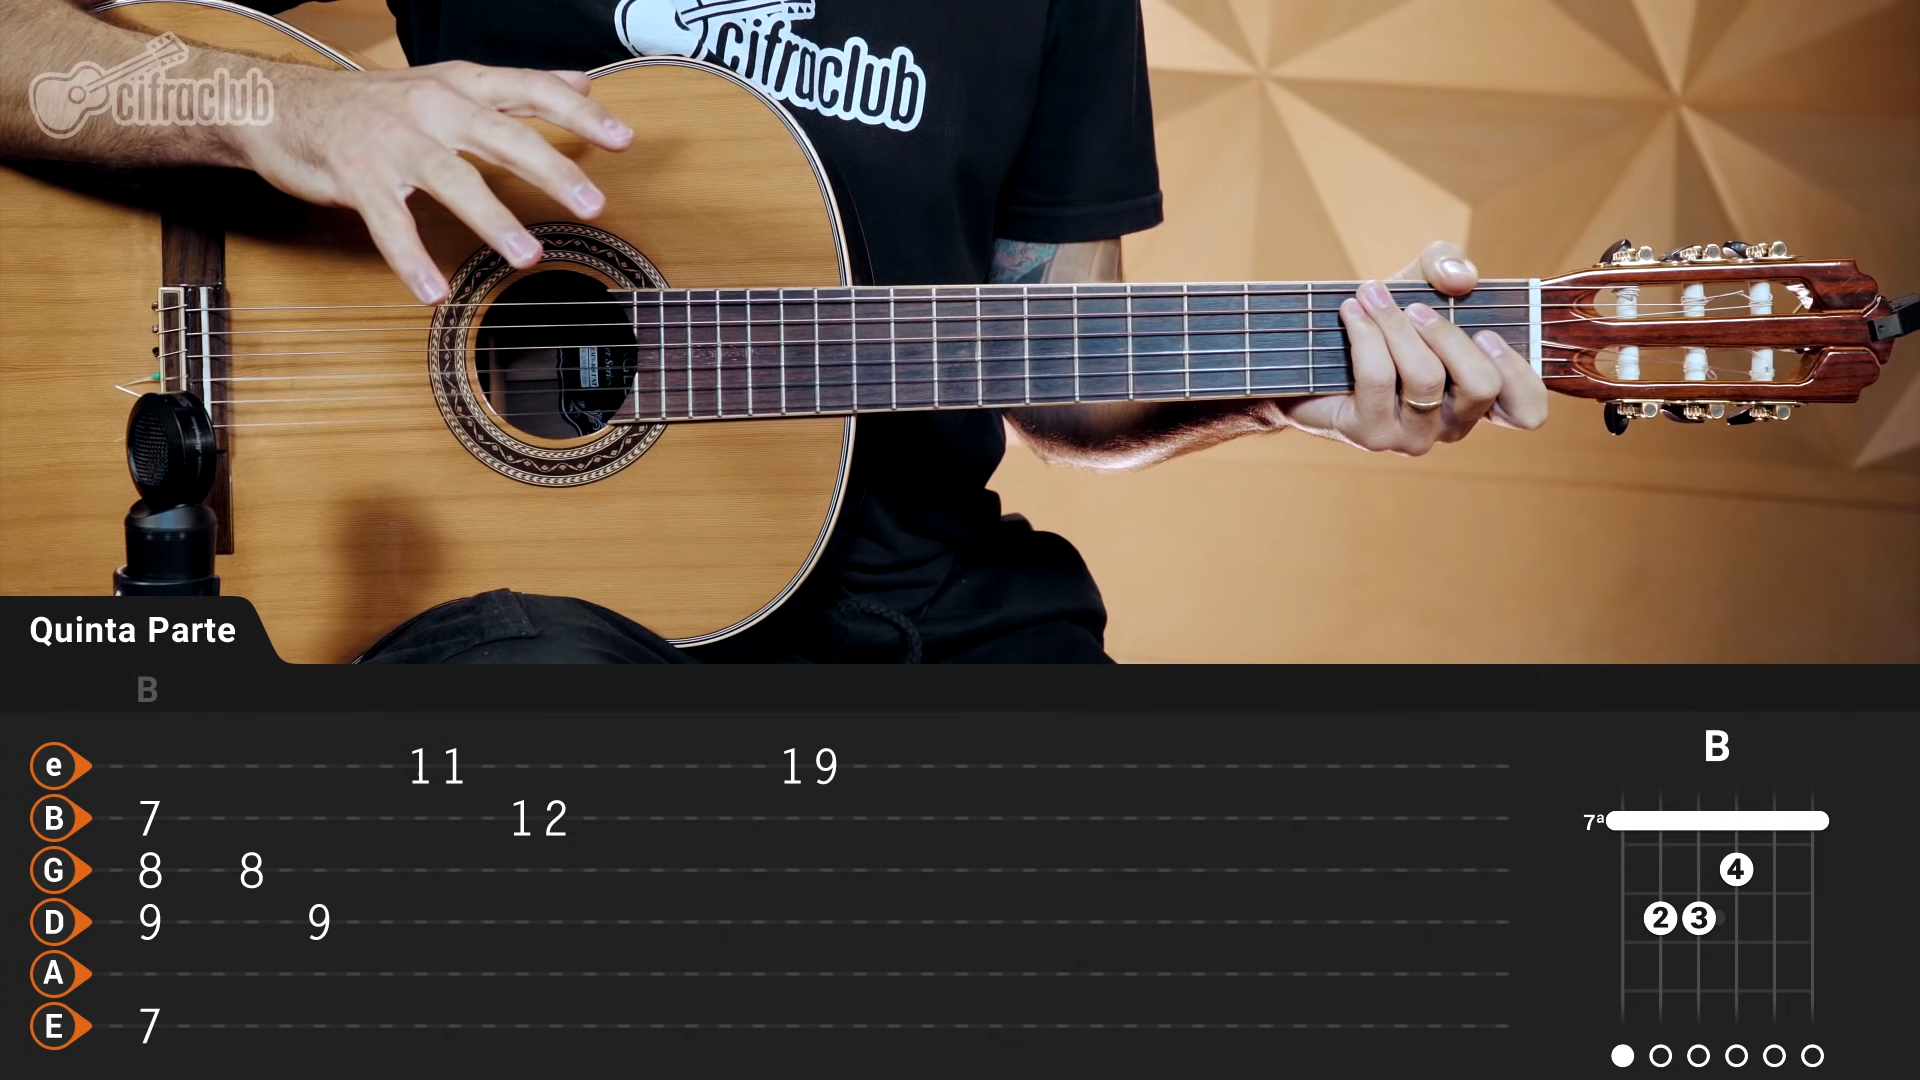 cifraclub
cifraclub
Quinta Parte
B
e 11 19
B 7 12
G 8 8
D 9 9
A
E 7
B
7ª
4
2 3